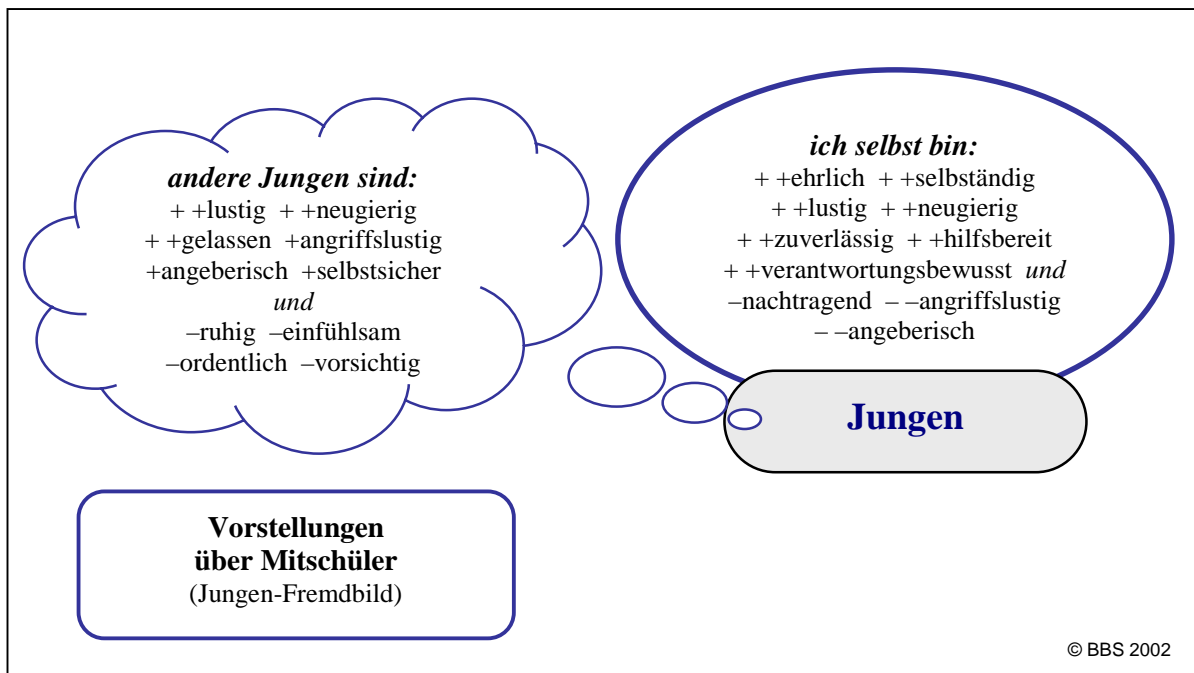 andere Jungen sind:
+ +lustig + +neugierig
+ +gelassen +angriffslustig
+angeberisch +selbstsicher
und
–ruhig –einfühlsam
–ordentlich –vorsichtig
ich selbst bin:
+ +ehrlich + +selbständig
+ +lustig + +neugierig
+ +zuverlässig + +hilfsbereit
+ +verantwortungsbewusst und
–nachtragend – –angriffslustig
– –angeberisch
Jungen
Vorstellungen
über Mitschüler
(Jungen-Fremdbild)
© BBS 2002